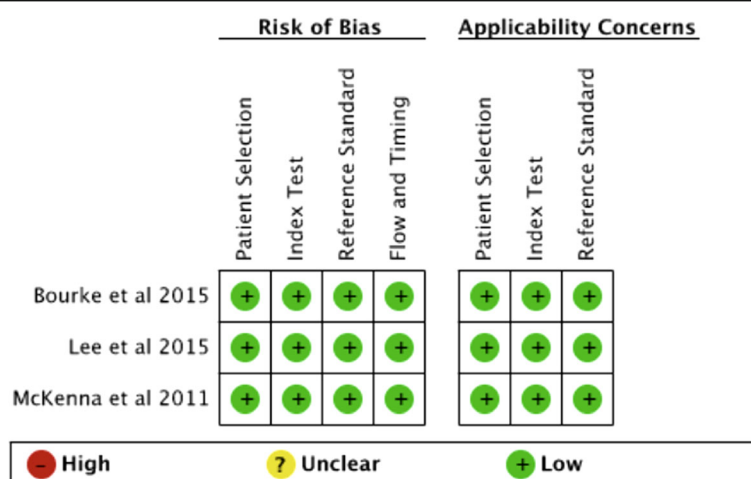 Risk of Bias Applicability Concerns
Patient Selection
Index Test
Reference Standard
Flow and Timing
Patient Selection
Index Test
Reference Standard
Bourke et al 2015 + + + + + + +
Lee et al 2015 + + + + + + +
McKenna et al 2011 + + + + + + +
– High ? Unclear + Low